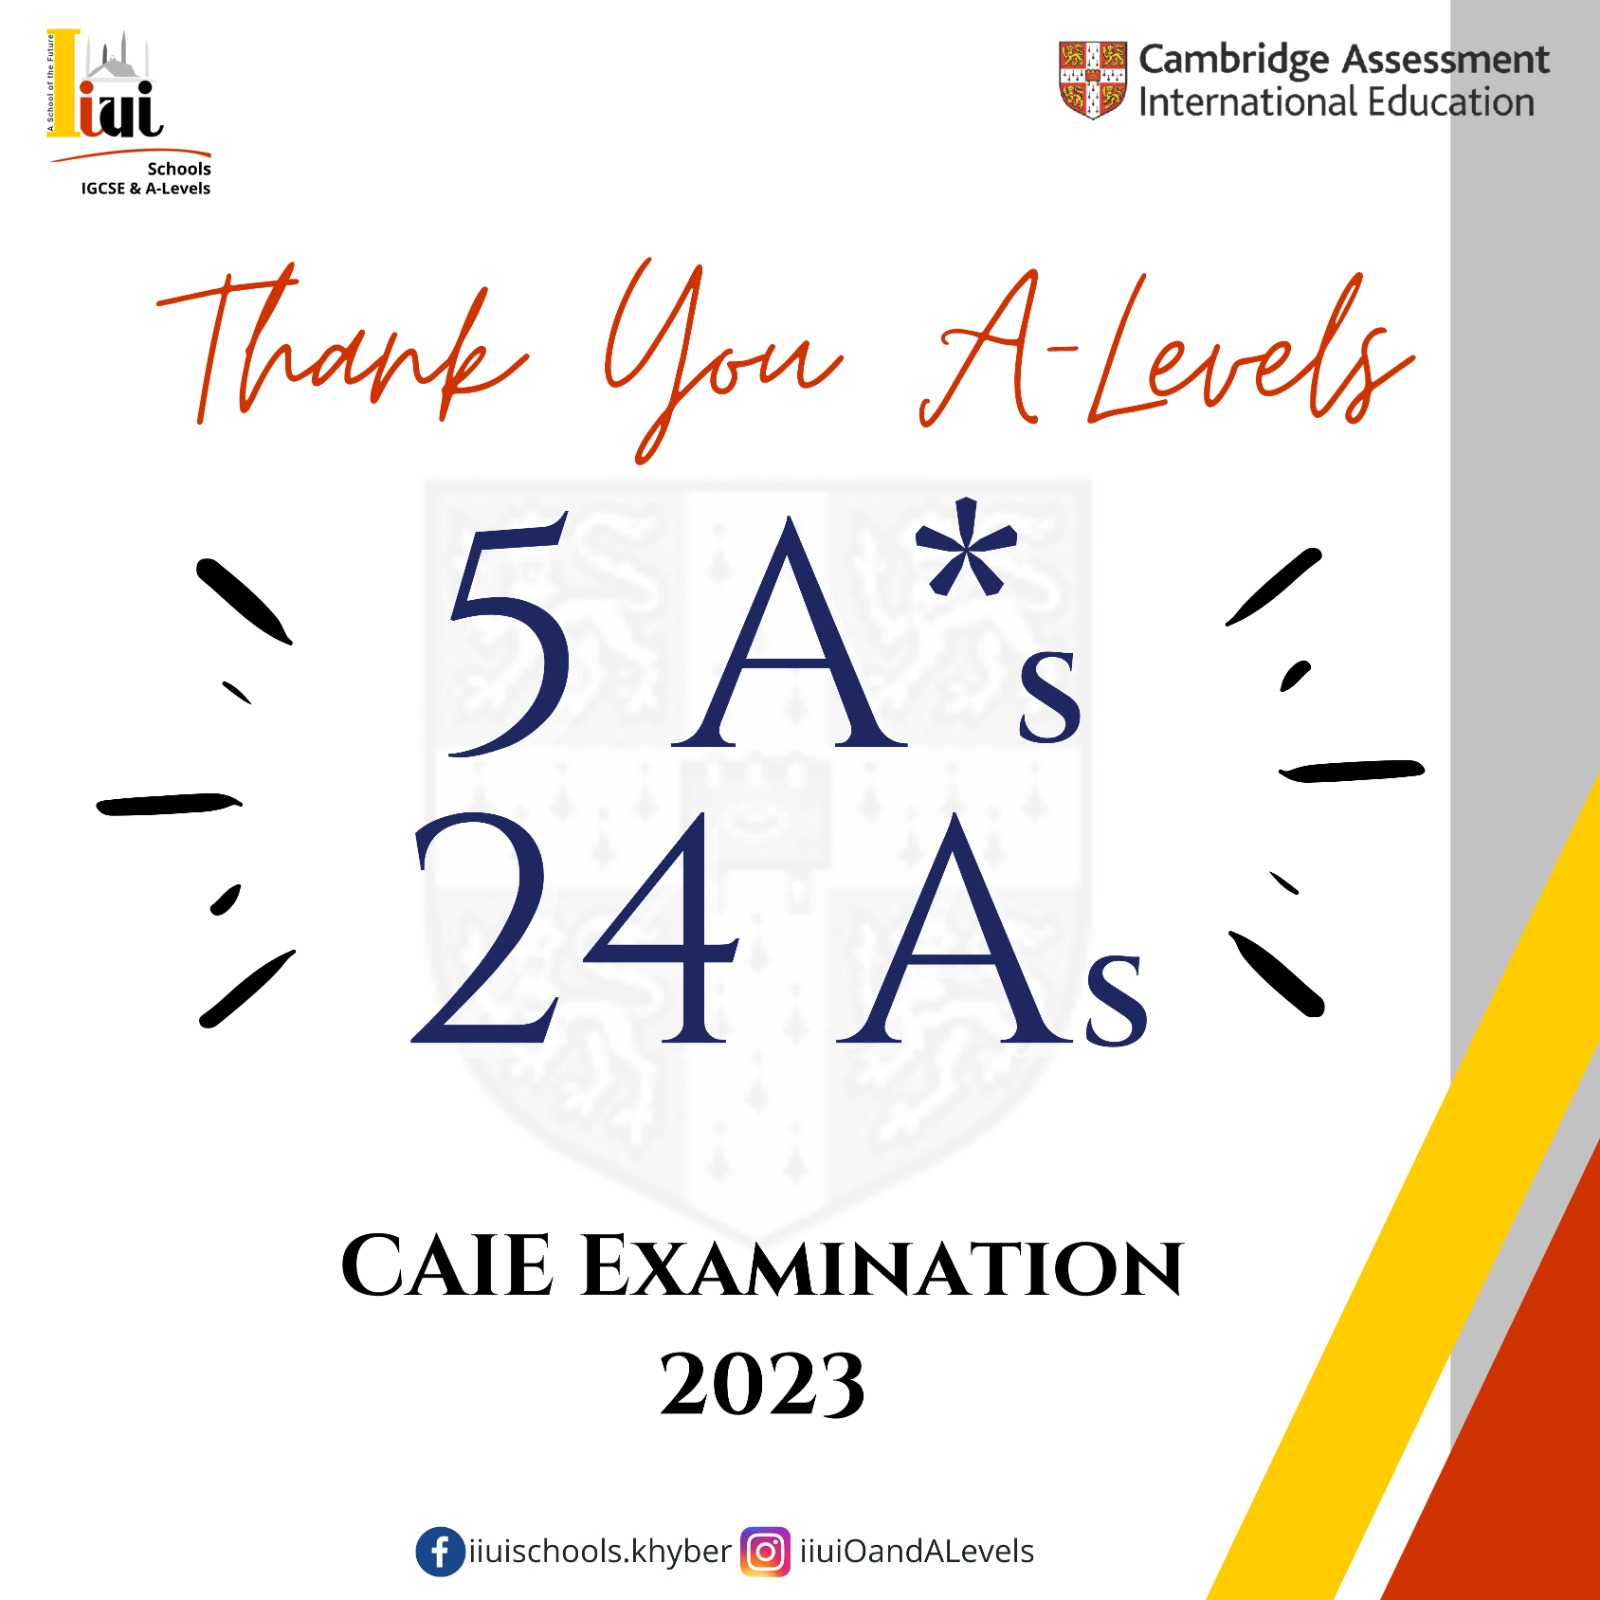 A School of the Future
iiui
Schools
IGCSE & A-Levels
Cambridge Assessment
International Education
Thank You A-Levels
5 A*s
24 As
CAIE Examination
2023
iiuischools.khyber iiuiOandALevels